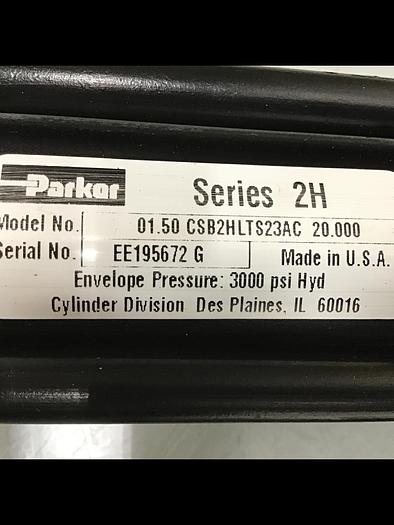 Parker
Series 2H
Model No. 01.50 CSB2HLTS23AC 20.000
Serial No. EE195672 G Made in U.S.A.
Envelope Pressure: 3000 psi Hyd
Cylinder Division Des Plaines, IL 60016